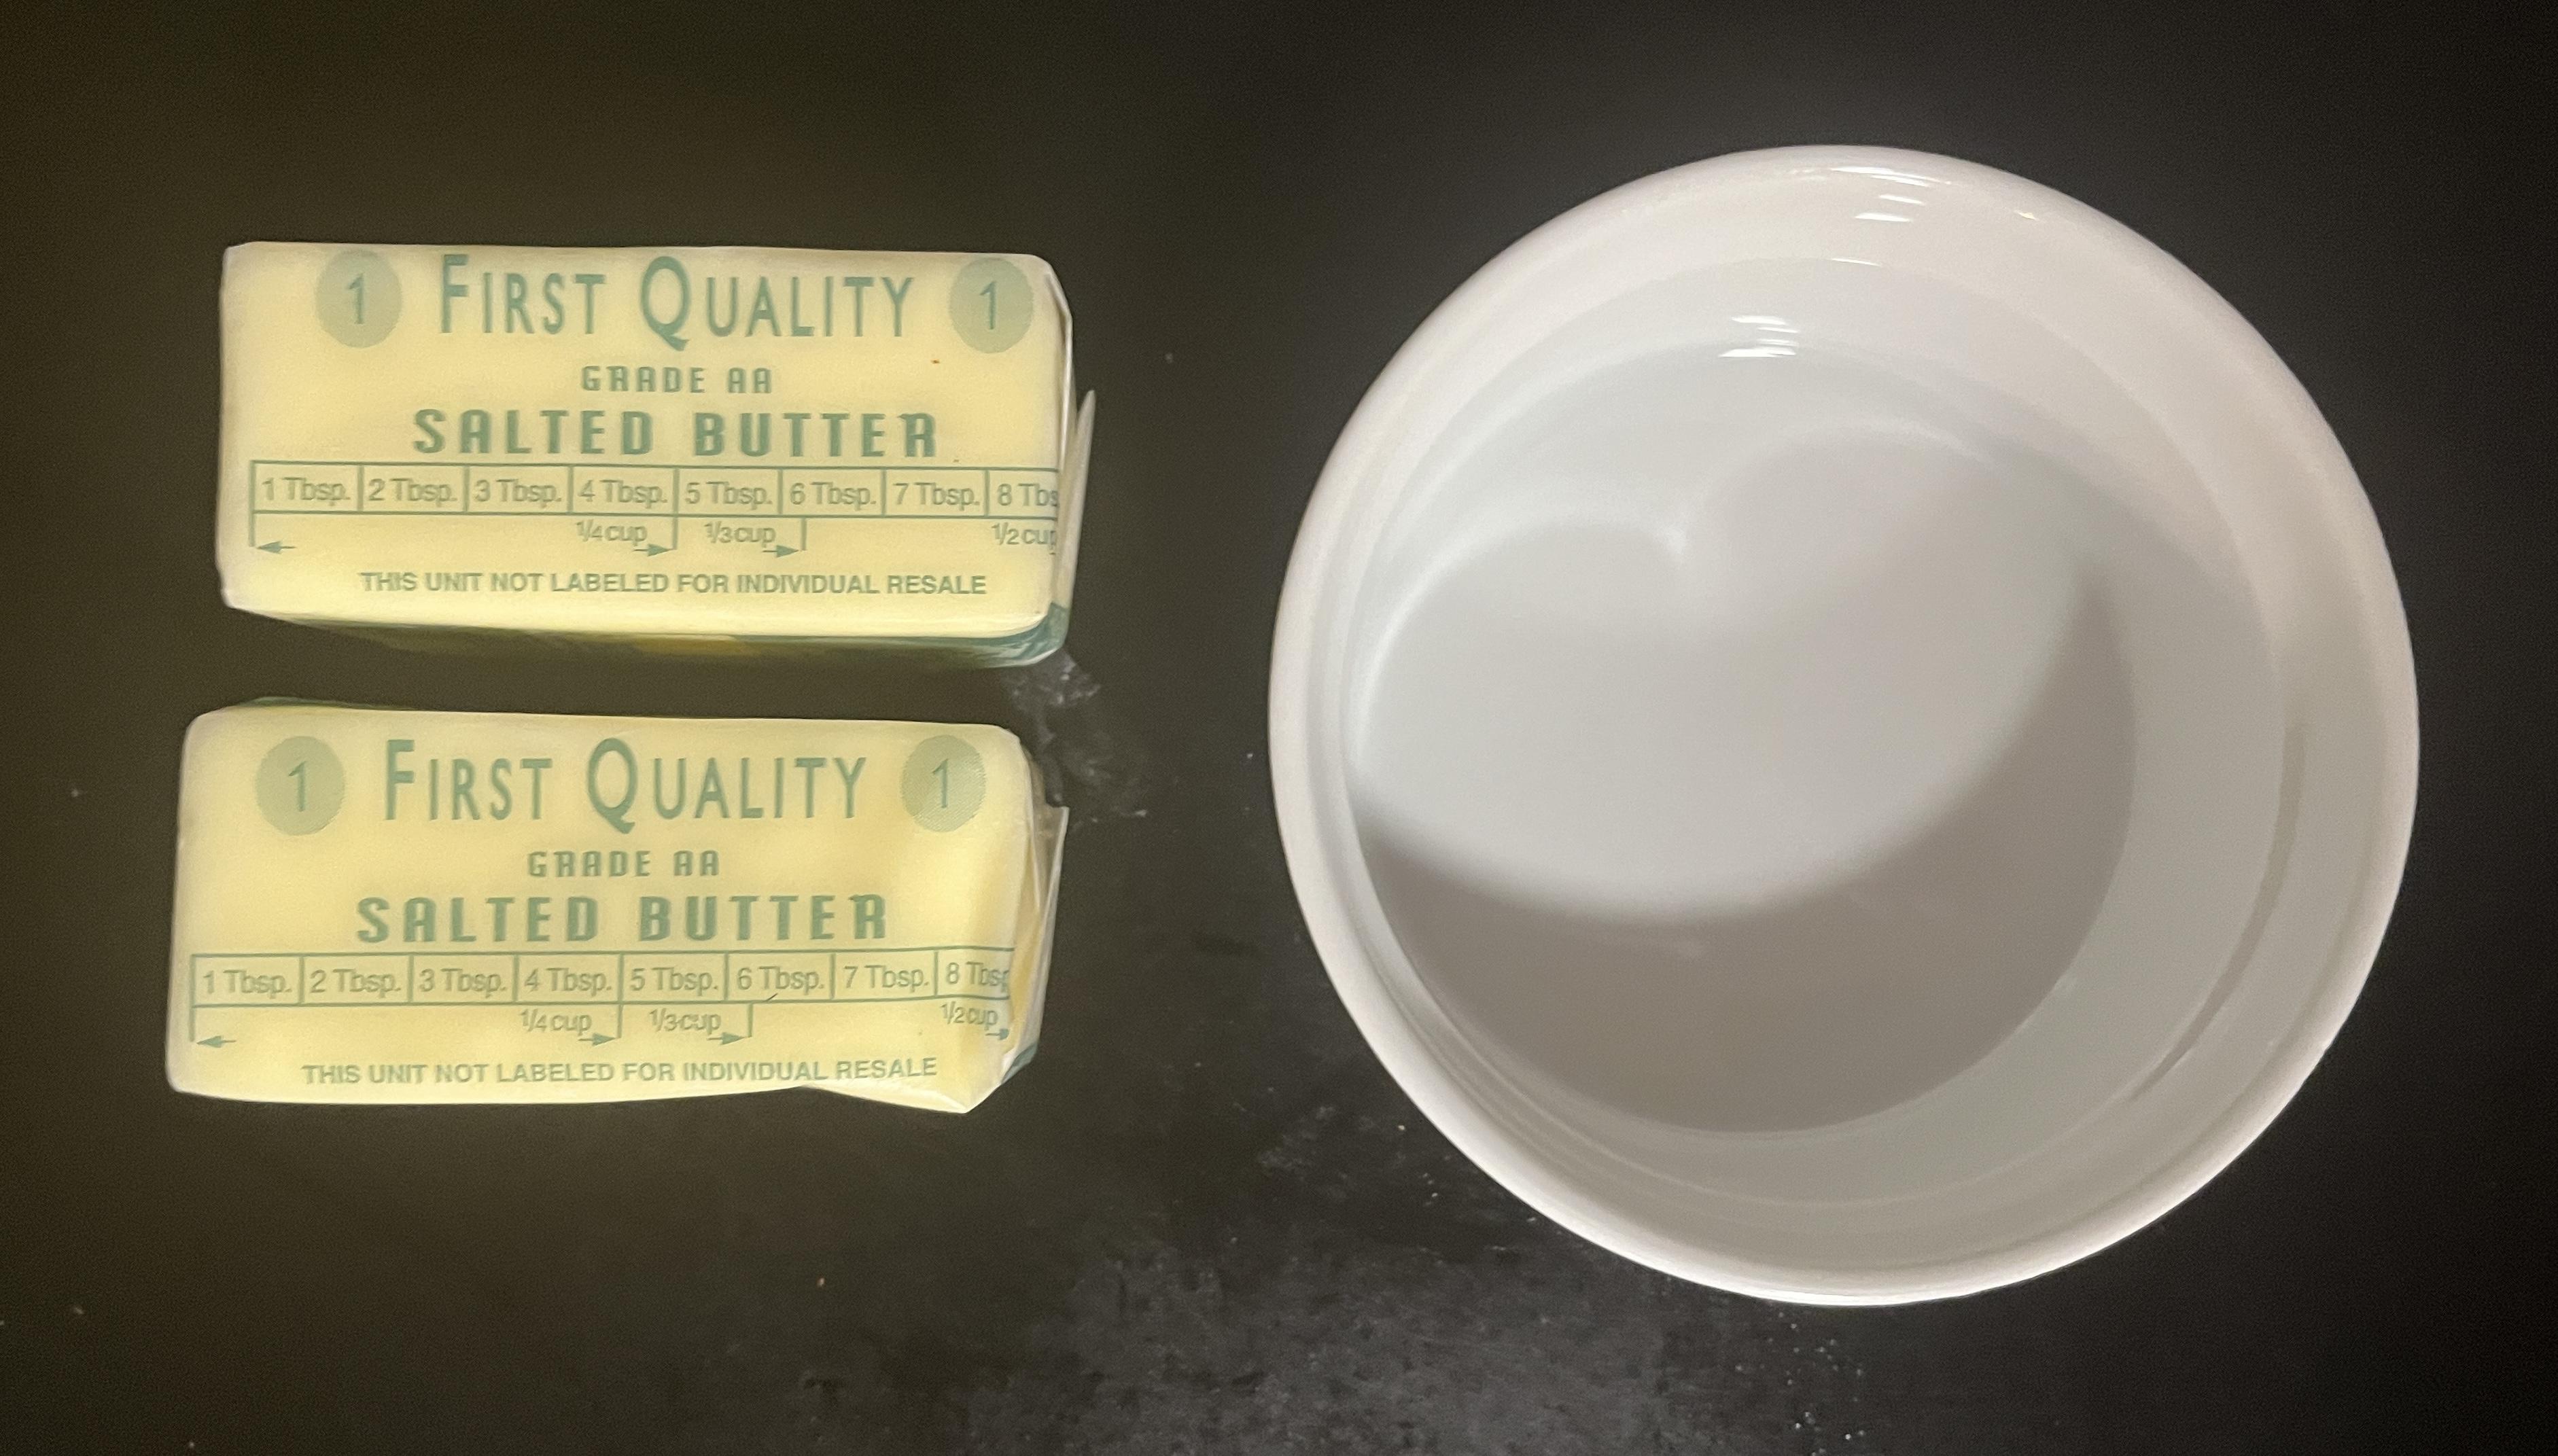 1 FIRST QUALITY 1
GRADE AA
SALTED BUTTER
1 Tbsp. 2 Tbsp. 3 Tbsp. 4 Tbsp. 5 Tbsp. 6 Tbsp. 7 Tbsp. 8 Tbs
1/4 cup 1/3 cup 1/2 cup
THIS UNIT NOT LABELED FOR INDIVIDUAL RESALE
1 FIRST QUALITY 1
GRADE AA
SALTED BUTTER
1 Tbsp. 2 Tbsp. 3 Tbsp. 4 Tbsp. 5 Tbsp. 6 Tbsp. 7 Tbsp. 8 Tbsp
1/4 cup 1/3 cup 1/2 cup
THIS UNIT NOT LABELED FOR INDIVIDUAL RESALE